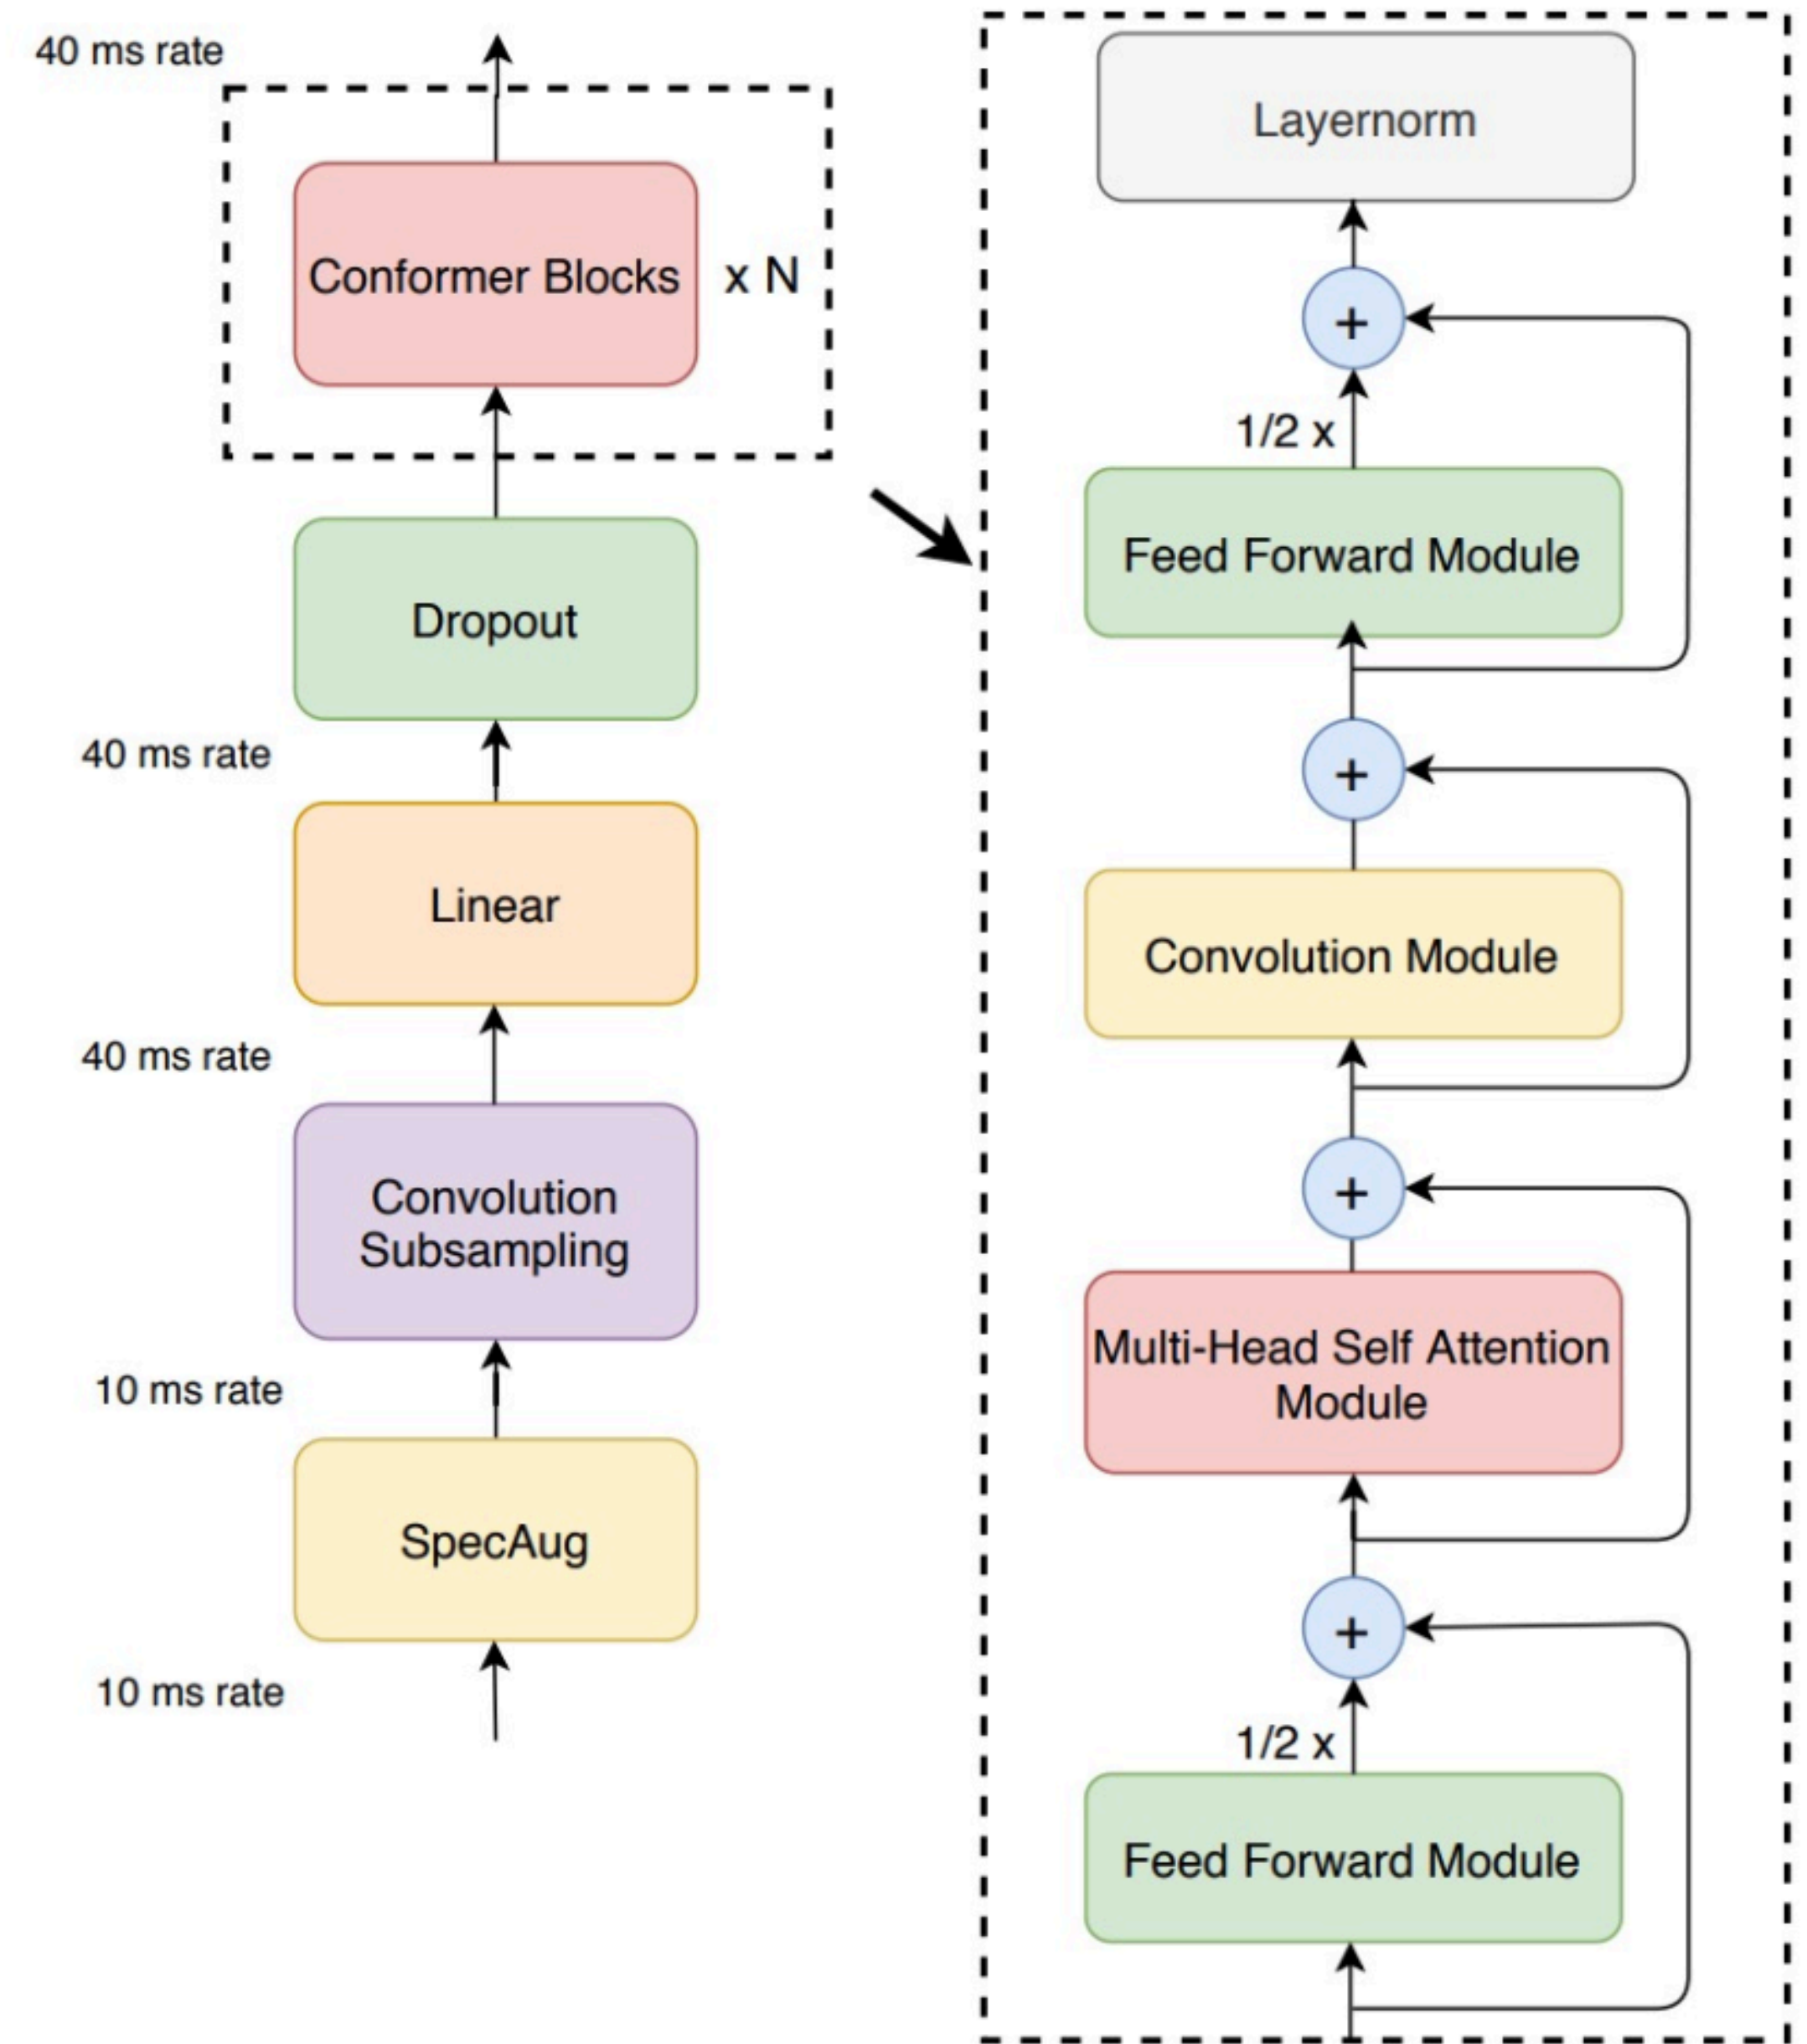 40 ms rate
Conformer Blocks x N
Dropout
40 ms rate
Linear
40 ms rate
Convolution
Subsampling
10 ms rate
SpecAug
10 ms rate
Layernorm
+
1/2 x
Feed Forward Module
+
Convolution Module
+
Multi-Head Self Attention
Module
+
1/2 x
Feed Forward Module